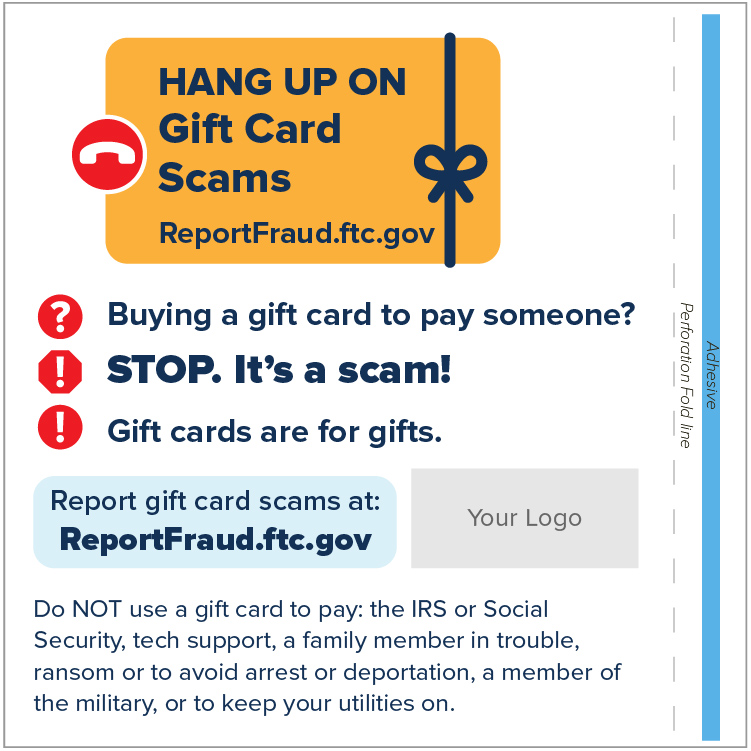 HANG UP ON
Gift Card
Scams
ReportFraud.ftc.gov
?
Buying a gift card to pay someone?
!
STOP. It’s a scam!
!
Gift cards are for gifts.
Report gift card scams at:
ReportFraud.ftc.gov
Your Logo
Do NOT use a gift card to pay: the IRS or Social
Security, tech support, a family member in trouble,
ransom or to avoid arrest or deportation, a member of
the military, or to keep your utilities on.
Perforation Fold line
Adhesive